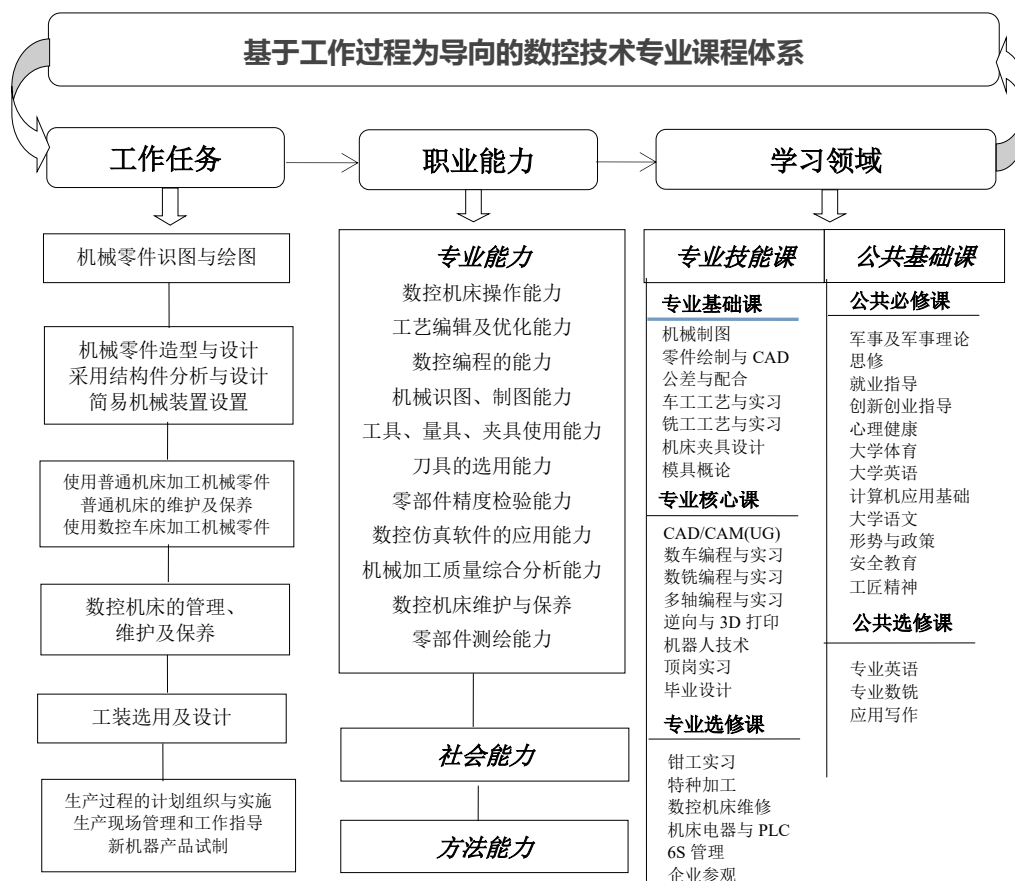 基于工作过程为导向的数控技术专业课程体系
工作任务
职业能力
学习领域
机械零件识图与绘图
机械零件造型与设计
采用结构件分析与设计
简易机械装置设置
使用普通机床加工机械零件
普通机床的维护及保养
使用数控车床加工机械零件
数控机床的管理、
维护及保养
工装选用及设计
生产过程的计划组织与实施
生产现场管理和工作指导
新机器产品试制
专业能力
数控机床操作能力
工艺编辑及优化能力
数控编程的能力
机械识图、制图能力
工具、量具、夹具使用能力
刀具的选用能力
零部件精度检验能力
数控仿真软件的应用能力
机械加工质量综合分析能力
数控机床维护与保养
零部件测绘能力
社会能力
方法能力
专业技能课
专业基础课
机械制图
零件绘制与 CAD
公差与配合
车工工艺与实习
铣工工艺与实习
机床夹具设计
模具概论
专业核心课
CAD/CAM(UG)
数车编程与实习
数铣编程与实习
多轴编程与实习
逆向与 3D 打印
机器人技术
顶岗实习
毕业设计
专业选修课
钳工实习
特种加工
数控机床维修
机床电器与 PLC
6S 管理
企业参观
公共基础课
公共必修课
军事及军事理论
思修
就业指导
创新创业指导
心理健康
大学体育
大学英语
计算机应用基础
大学语文
形势与政策
安全教育
工匠精神
公共选修课
专业英语
专业数铣
应用写作